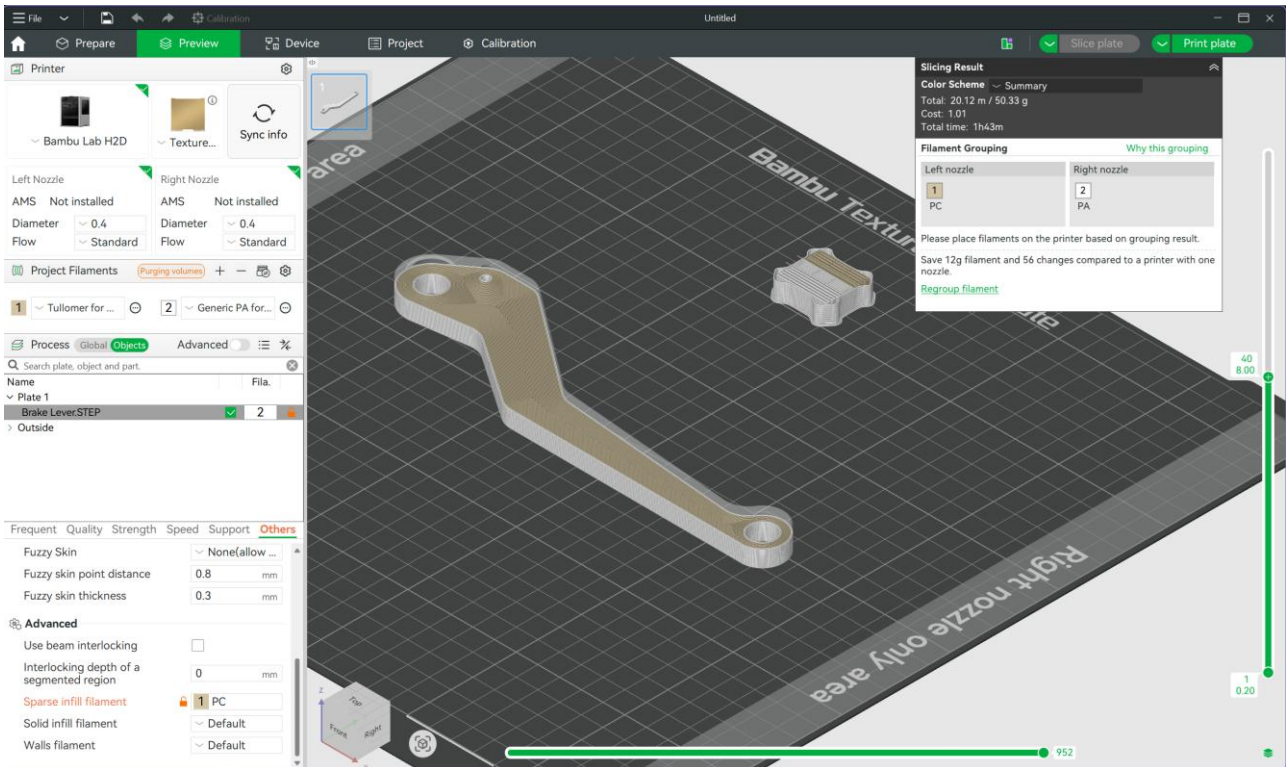 File
Calibration
Untitled
Prepare
Preview
Device
Project
Calibration
Slice plate
Print plate
Printer
Bambu Lab H2D
Texture...
Sync info
Left Nozzle
Right Nozzle
AMS Not installed
AMS Not installed
Diameter 0.4
Diameter 0.4
Flow Standard
Flow Standard
Project Filaments
Purging volumes
1 Tullomer for ...
2 Generic PA for...
Process Global Objects Advanced
Search plate, object and part.
Name Fila.
Plate 1
Brake Lever.STEP 2
Outside
Frequent Quality Strength Speed Support Others
Fuzzy Skin None(allow ...
Fuzzy skin point distance 0.8 mm
Fuzzy skin thickness 0.3 mm
Advanced
Use beam interlocking
Interlocking depth of a
segmented region 0 mm
Sparse infill filament 1 PC
Solid infill filament Default
Walls filament Default
1
area
Bambu Textur
te
Right nozzle only area
z
Top
Front
Right
Slicing Result
Color Scheme Summary
Total: 20.12 m / 50.33 g
Cost: 1.01
Total time: 1h43m
Filament Grouping Why this grouping
Left nozzle
1
PC
Right nozzle
2
PA
Please place filaments on the printer based on grouping result.
Save 12g filament and 56 changes compared to a printer with one
nozzle.
Regroup filament
40
8.00
1
0.20
952